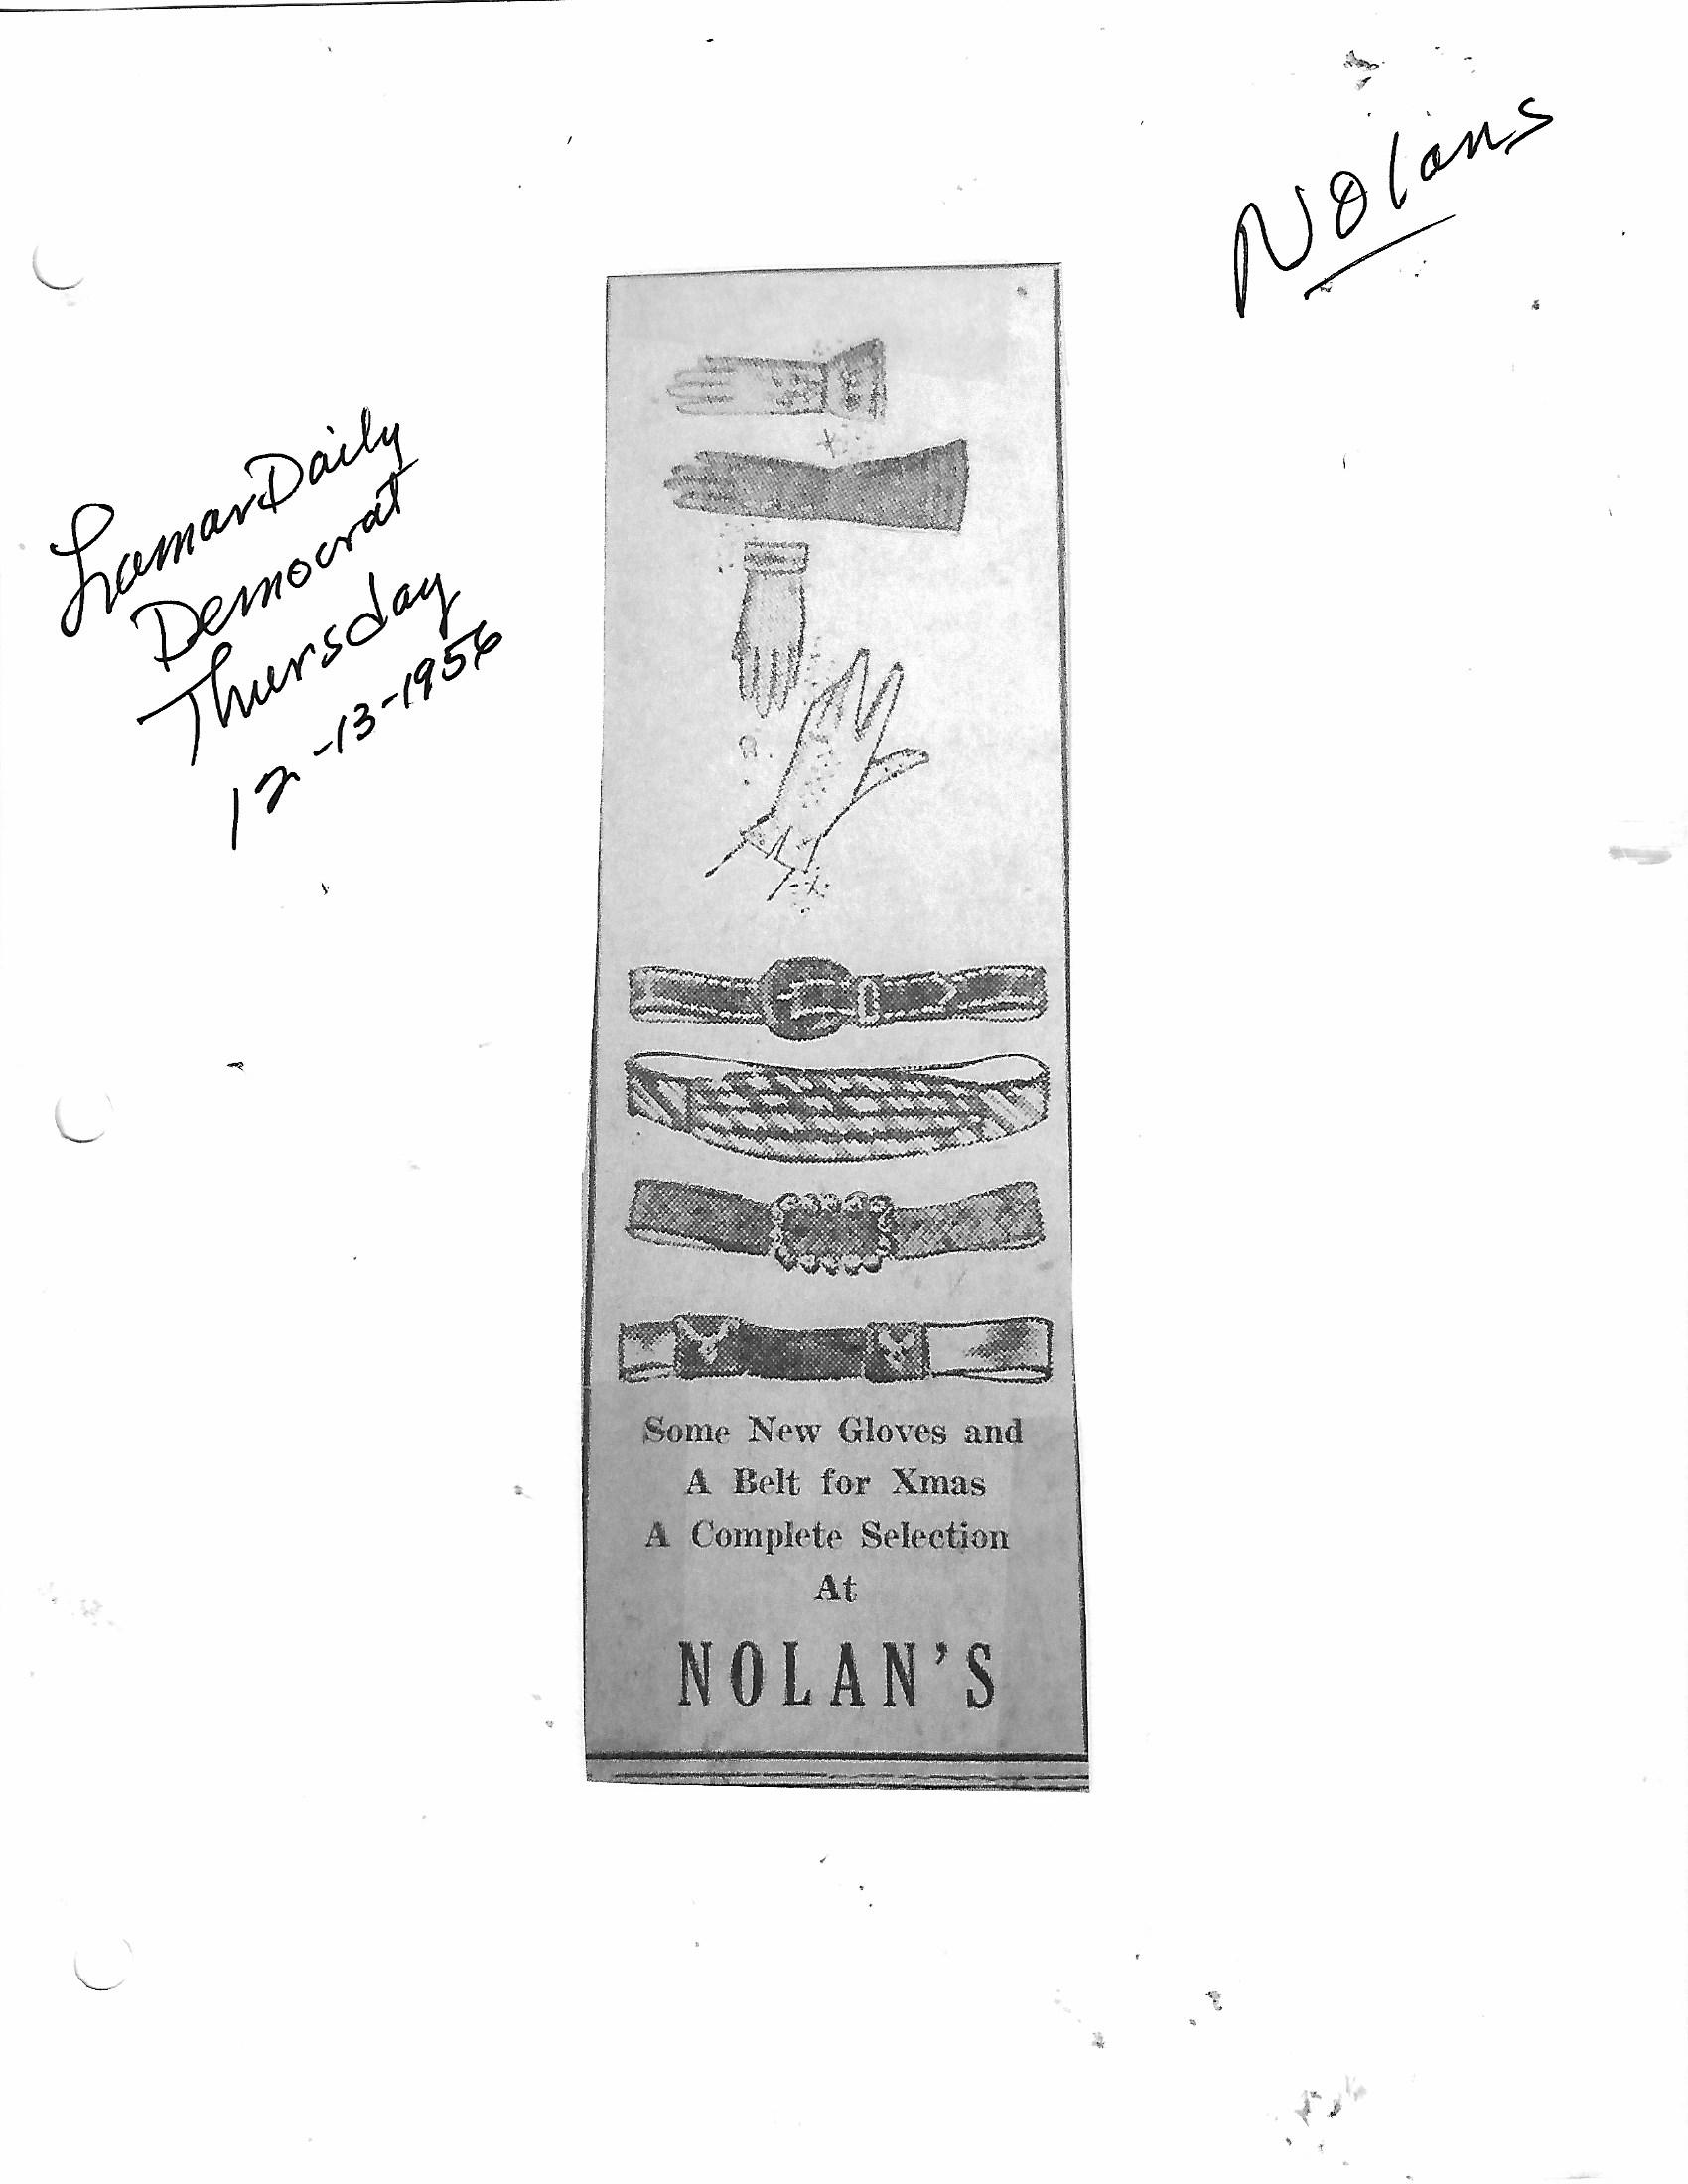 Nolans
Lamar Daily
Democrat
Thursday
12-13-1956
Some New Gloves and
A Belt for Xmas
A Complete Selection
At
NOLAN'S